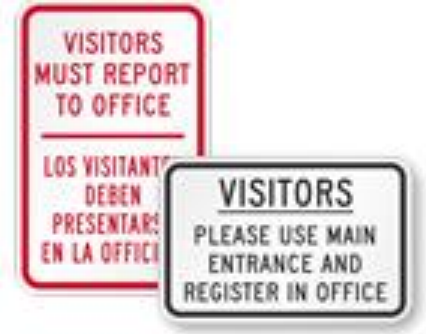 VISITORS
MUST REPORT
TO OFFICE
LOS
DEBEN
EN LA
VISITORS
PLEASE USE MAIN
ENTRANCE AND
REGISTER IN OFFICE